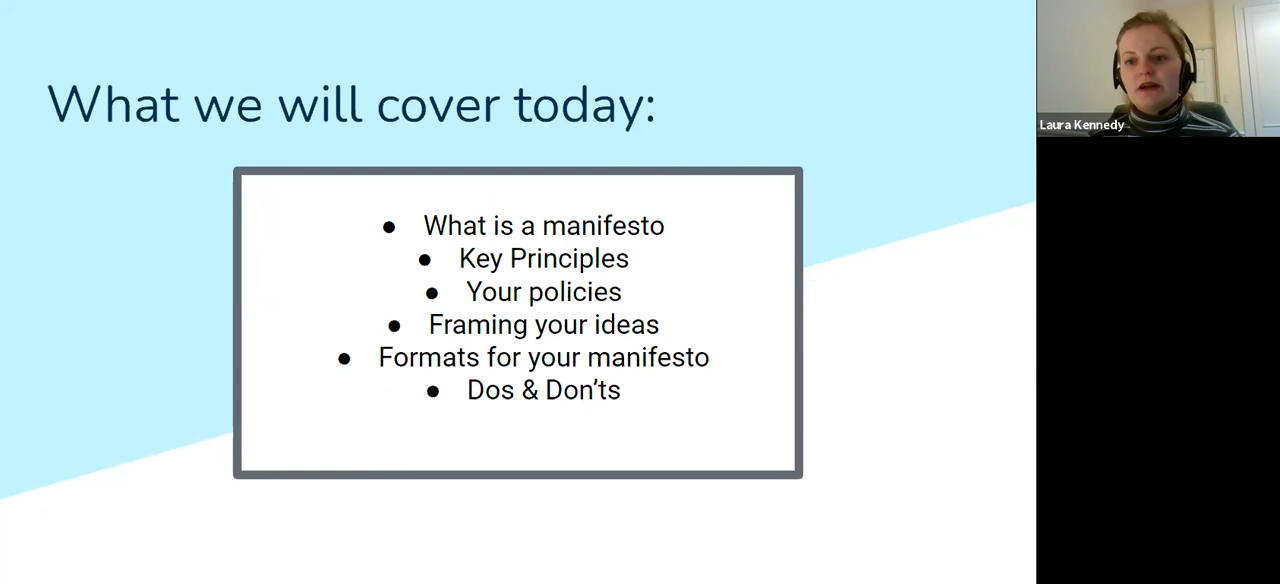 What we will cover today:
● What is a manifesto
● Key Principles
● Your policies
● Framing your ideas
● Formats for your manifesto
● Dos & Don’ts
Laura Kennedy